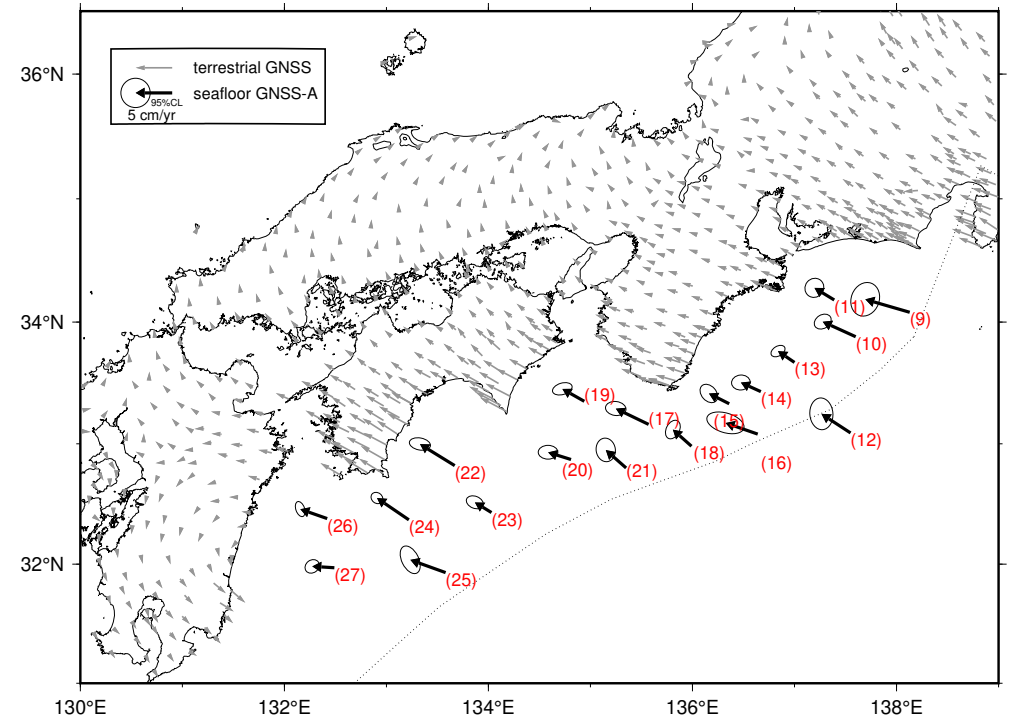 36°N
34°N
32°N
terrestrial GNSS
seafloor GNSS-A
95%CL
5 cm/yr
(11)
(9)
(10)
(13)
(14)
(19)
(17)
(15)
(12)
(18)
(16)
(22)
(20)
(21)
(26)
(24)
(23)
(27)
(25)
130°E
132°E
134°E
136°E
138°E